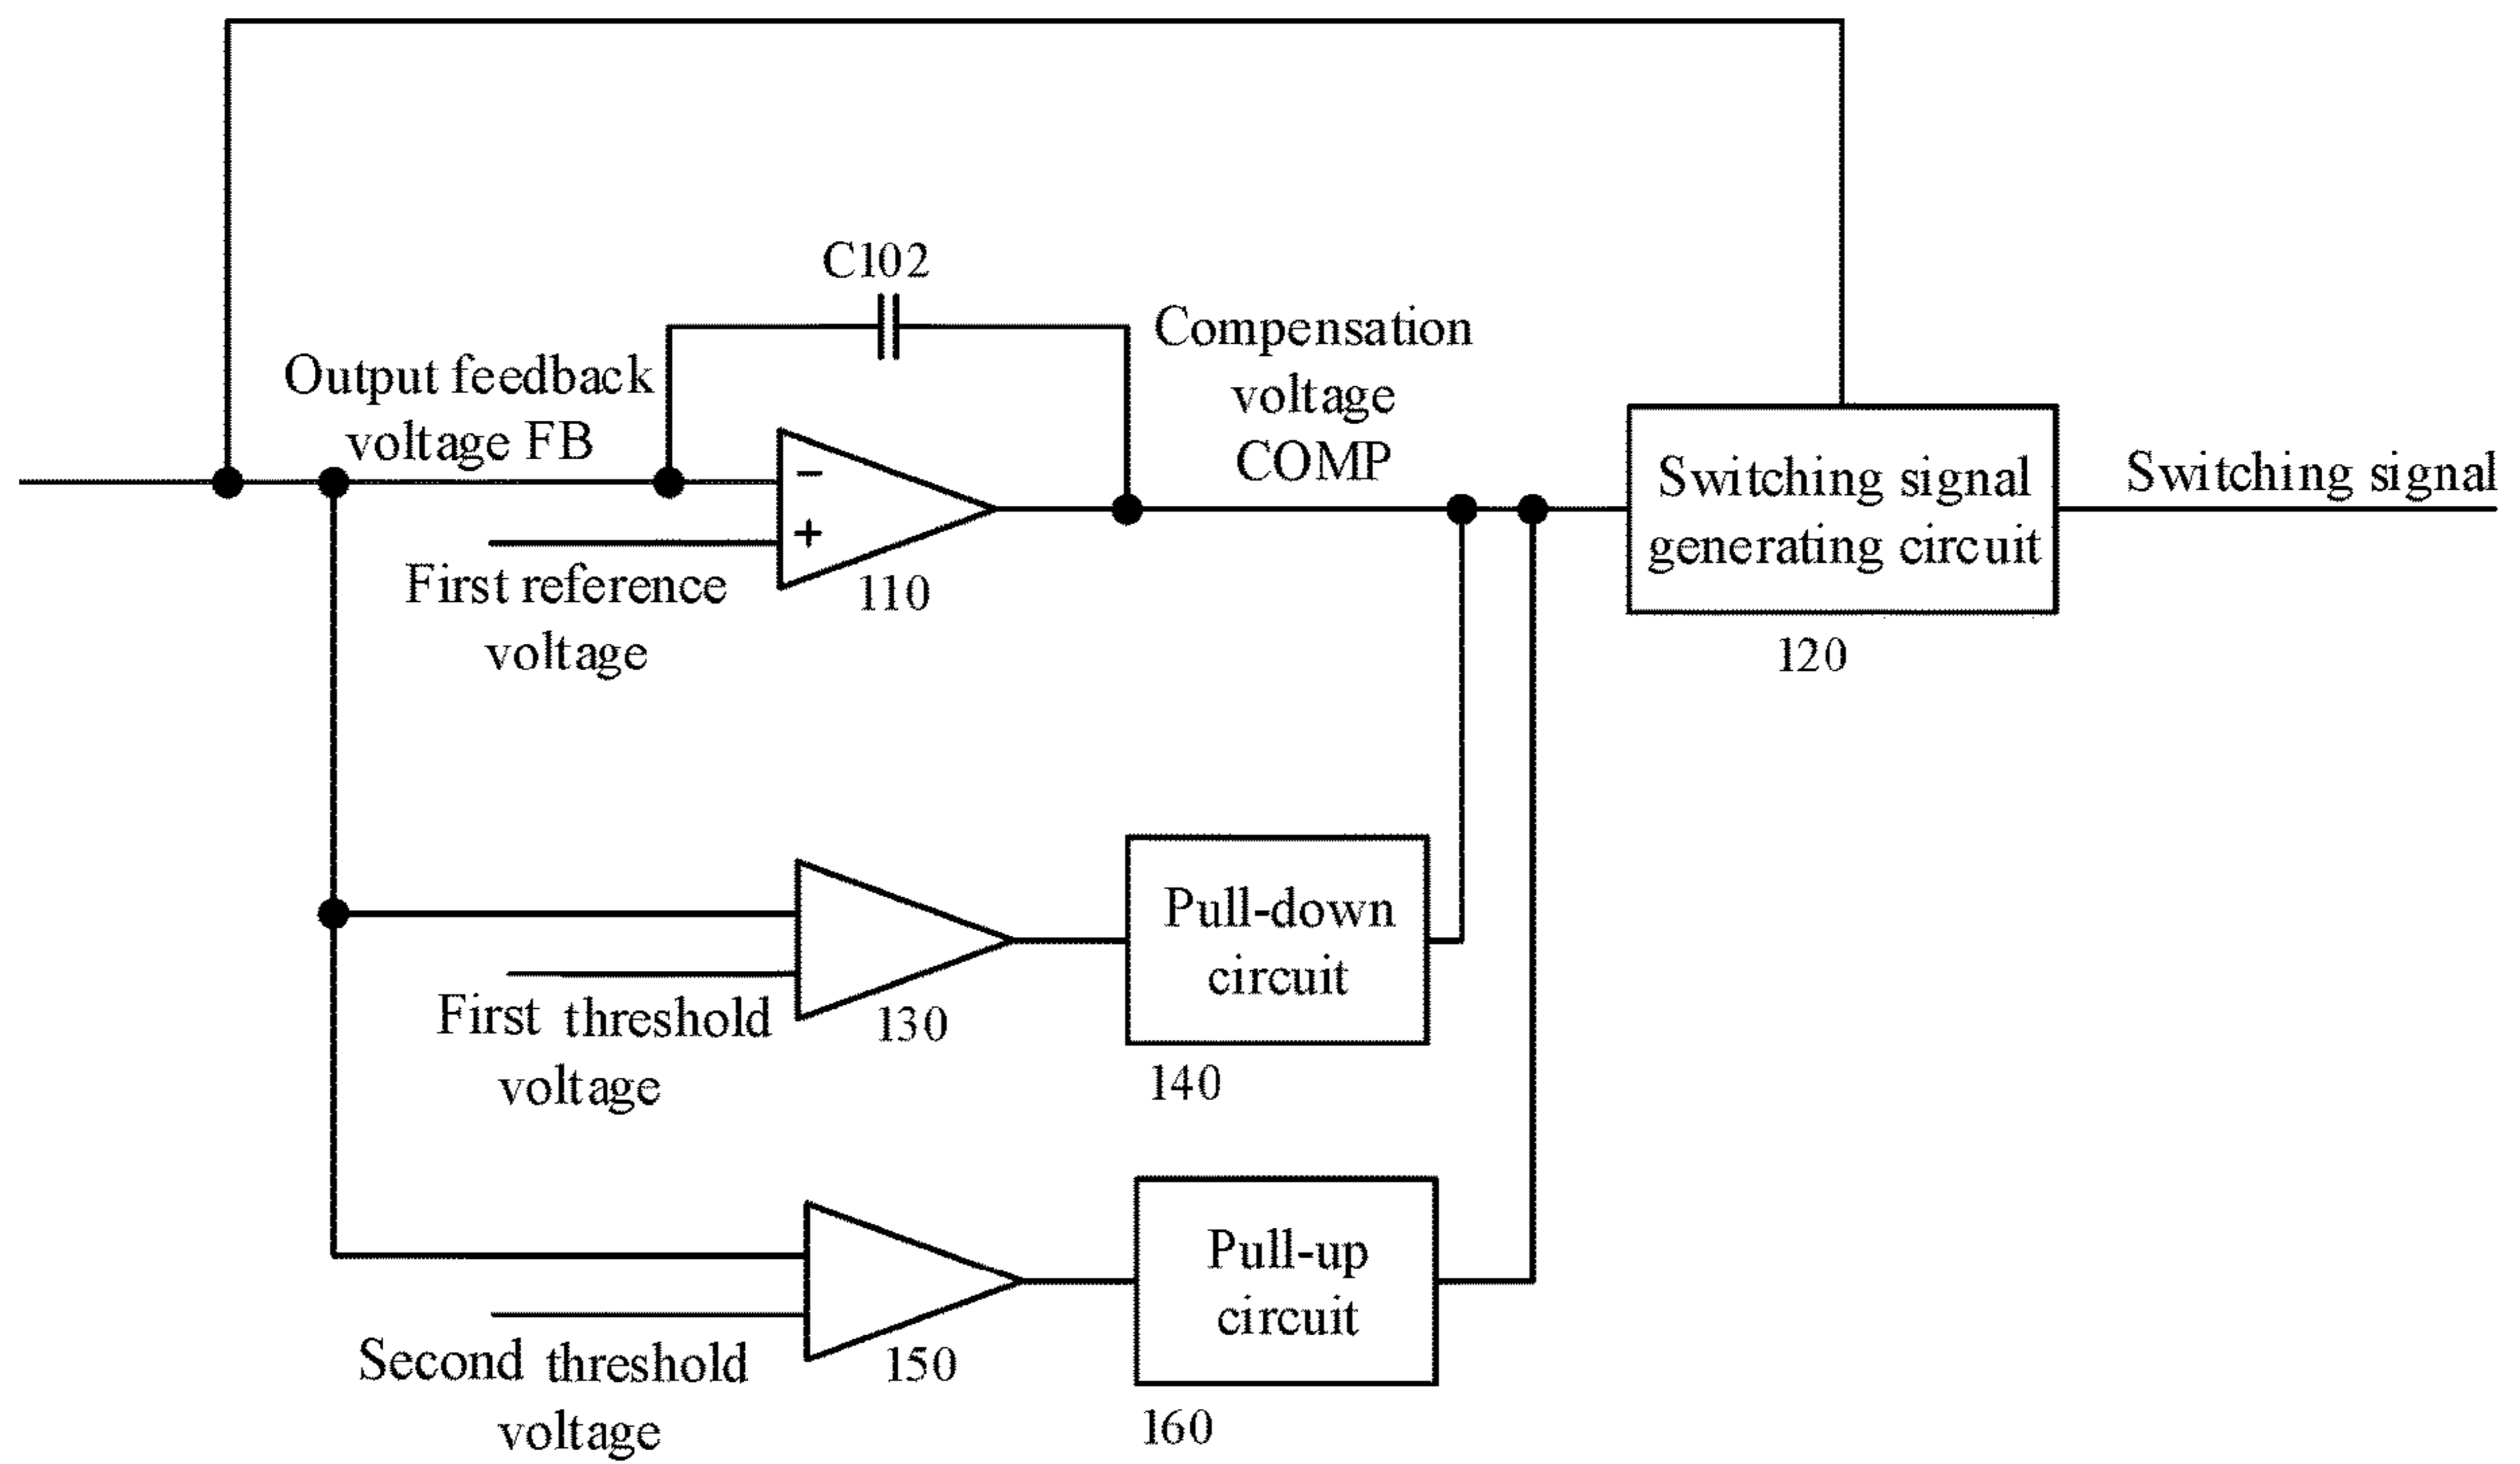 C102
Output feedback
voltage FB
Compensation
voltage
COMP
−
+
First reference
voltage
110
Switching signal
generating circuit
120
Switching signal
First threshold
voltage
130
Pull-down
circuit
140
Second threshold
voltage
150
Pull-up
circuit
160